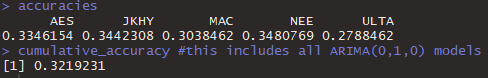 > accuracies
AES JKHY MAC NEE ULTA
0.3346154 0.3442308 0.3038462 0.3480769 0.2788462
> cumulative_accuracy #this includes all ARIMA(0,1,0) models
[1] 0.3219231